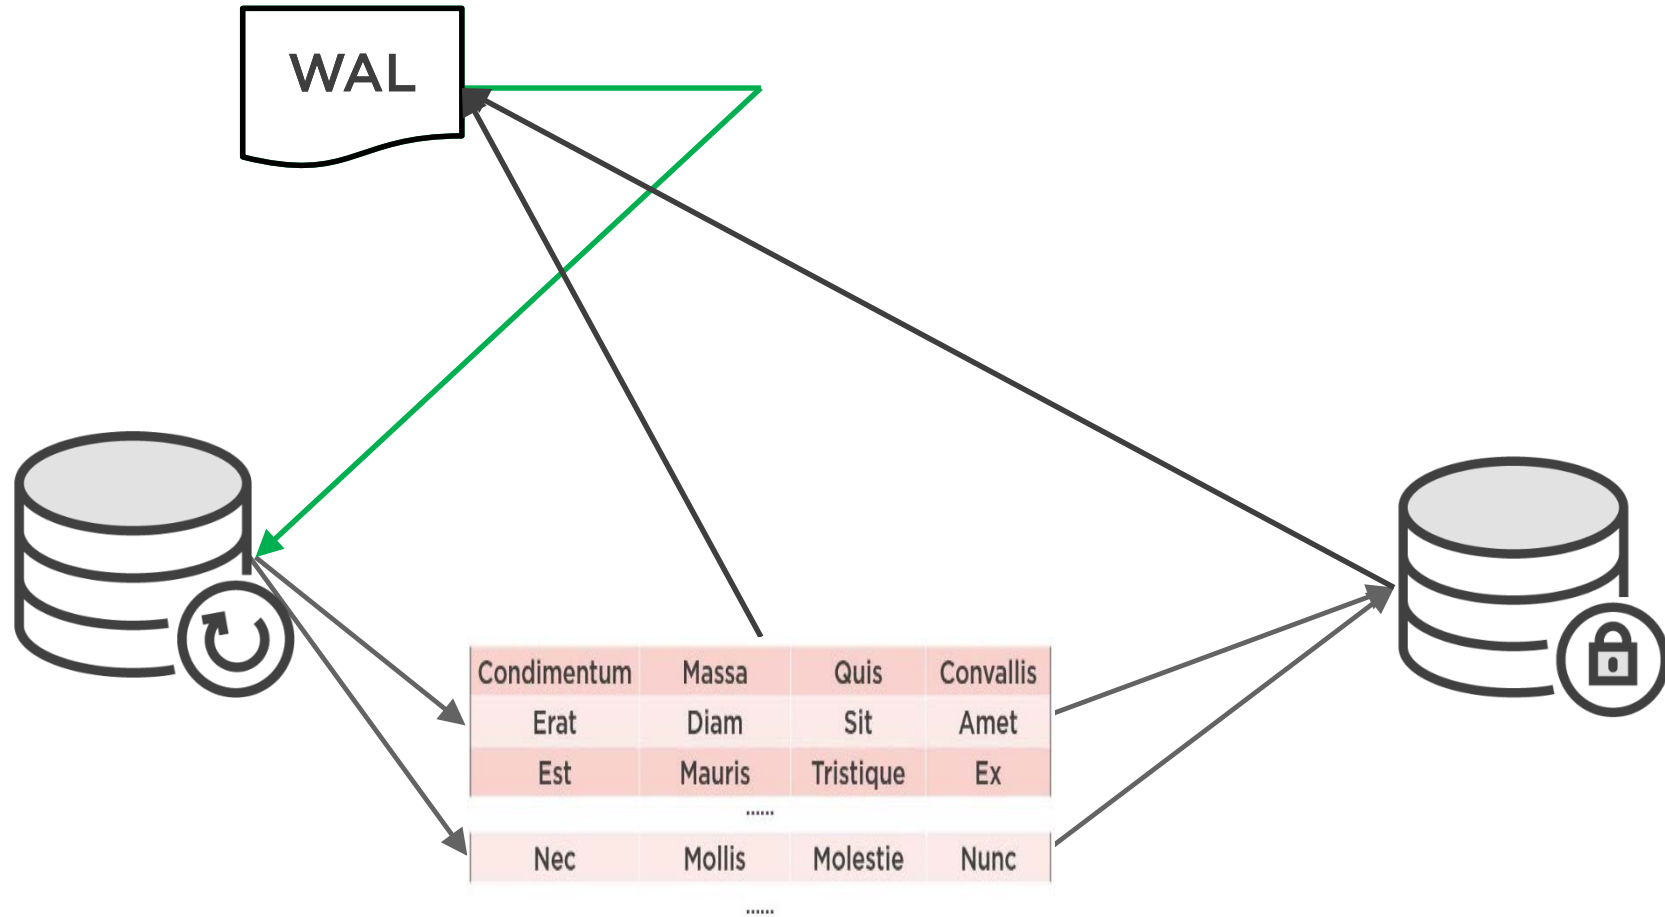 WAL
Condimentum Massa Quis Convallis
Erat Diam Sit Amet
Est Mauris Tristique Ex
......
Nec Mollis Molestie Nunc
......